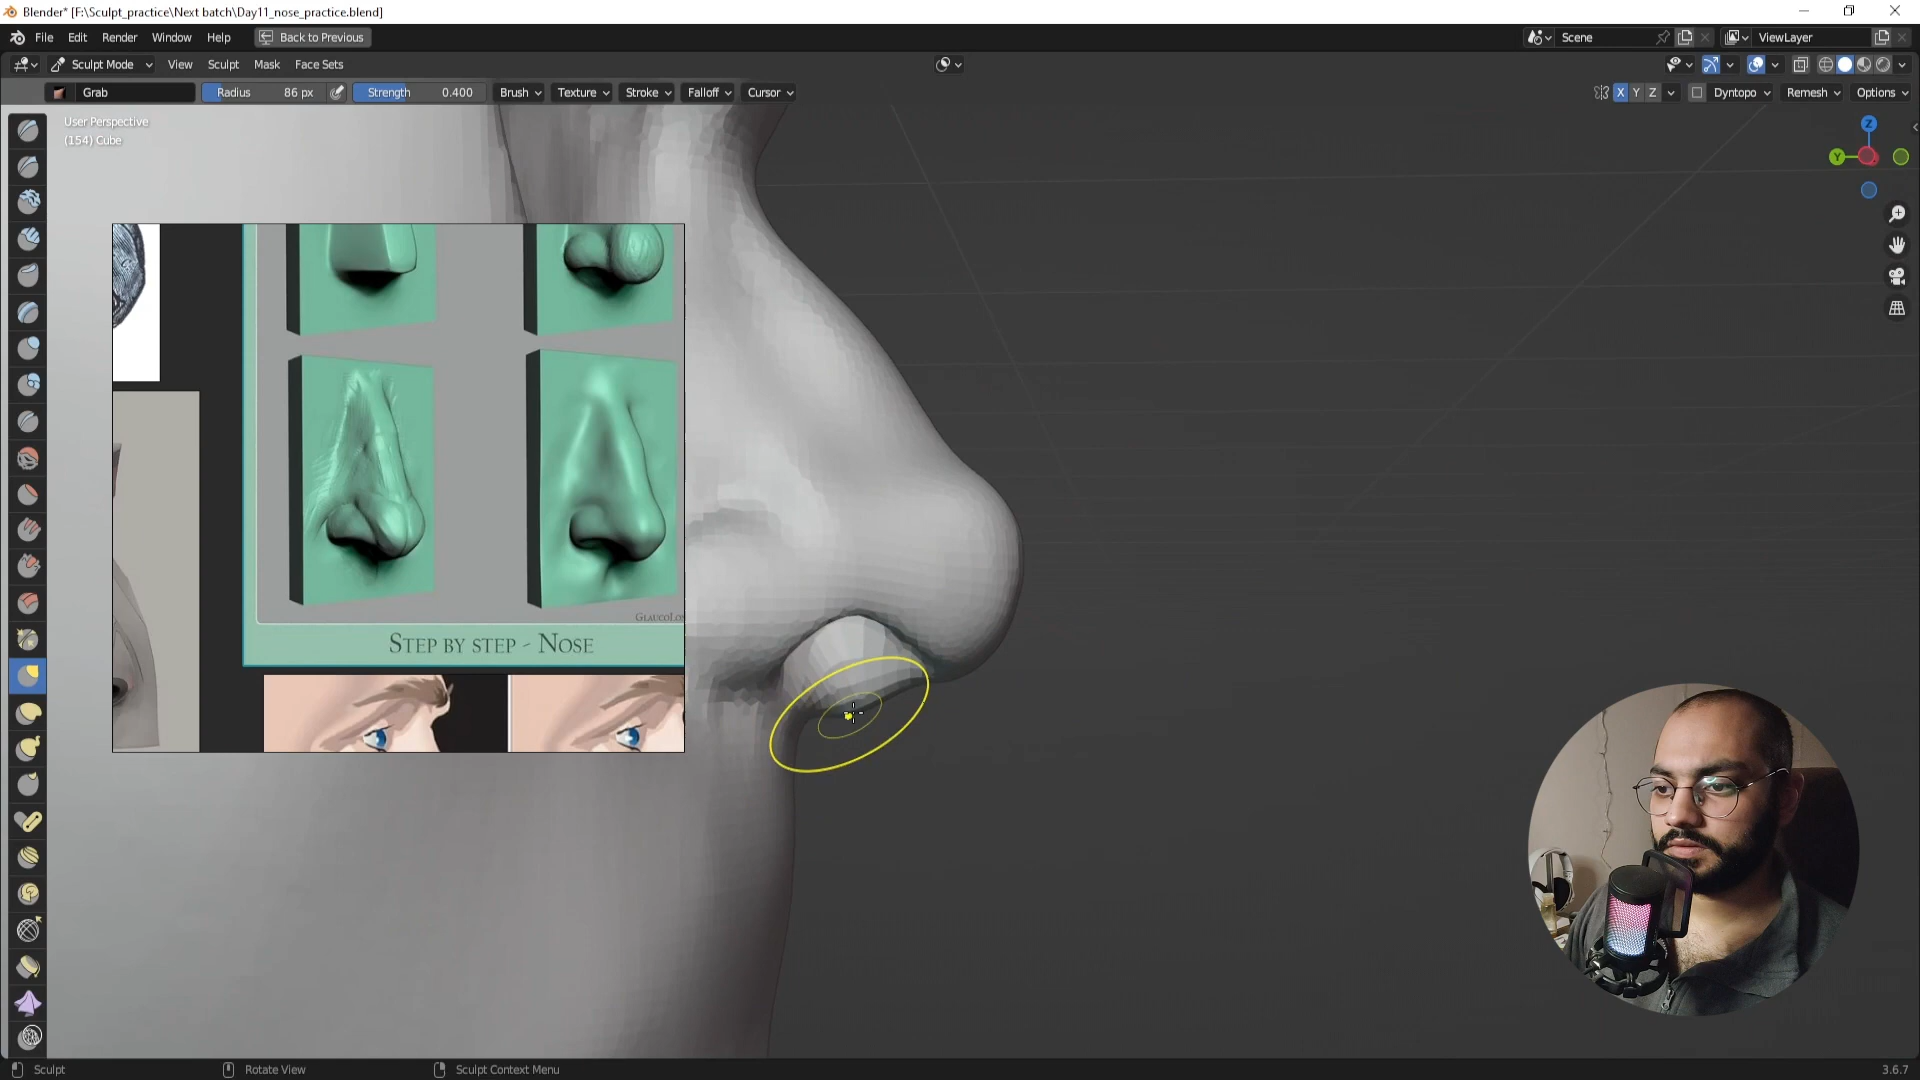 Blender* [F:\Sculpt_practice\Next batch\Day11_nose_practice.blend]
File Edit Render Window Help Back to Previous Scene ViewLayer
Sculpt Mode View Sculpt Mask Face Sets
Grab Radius 86 px Strength 0.400 Brush Texture Stroke Falloff Cursor X Y Z Dyntopo Remesh Options
User Perspective
(154) Cube
Z
Y
STEP BY STEP - NOSE
Sculpt Rotate View Sculpt Context Menu 3.6.7